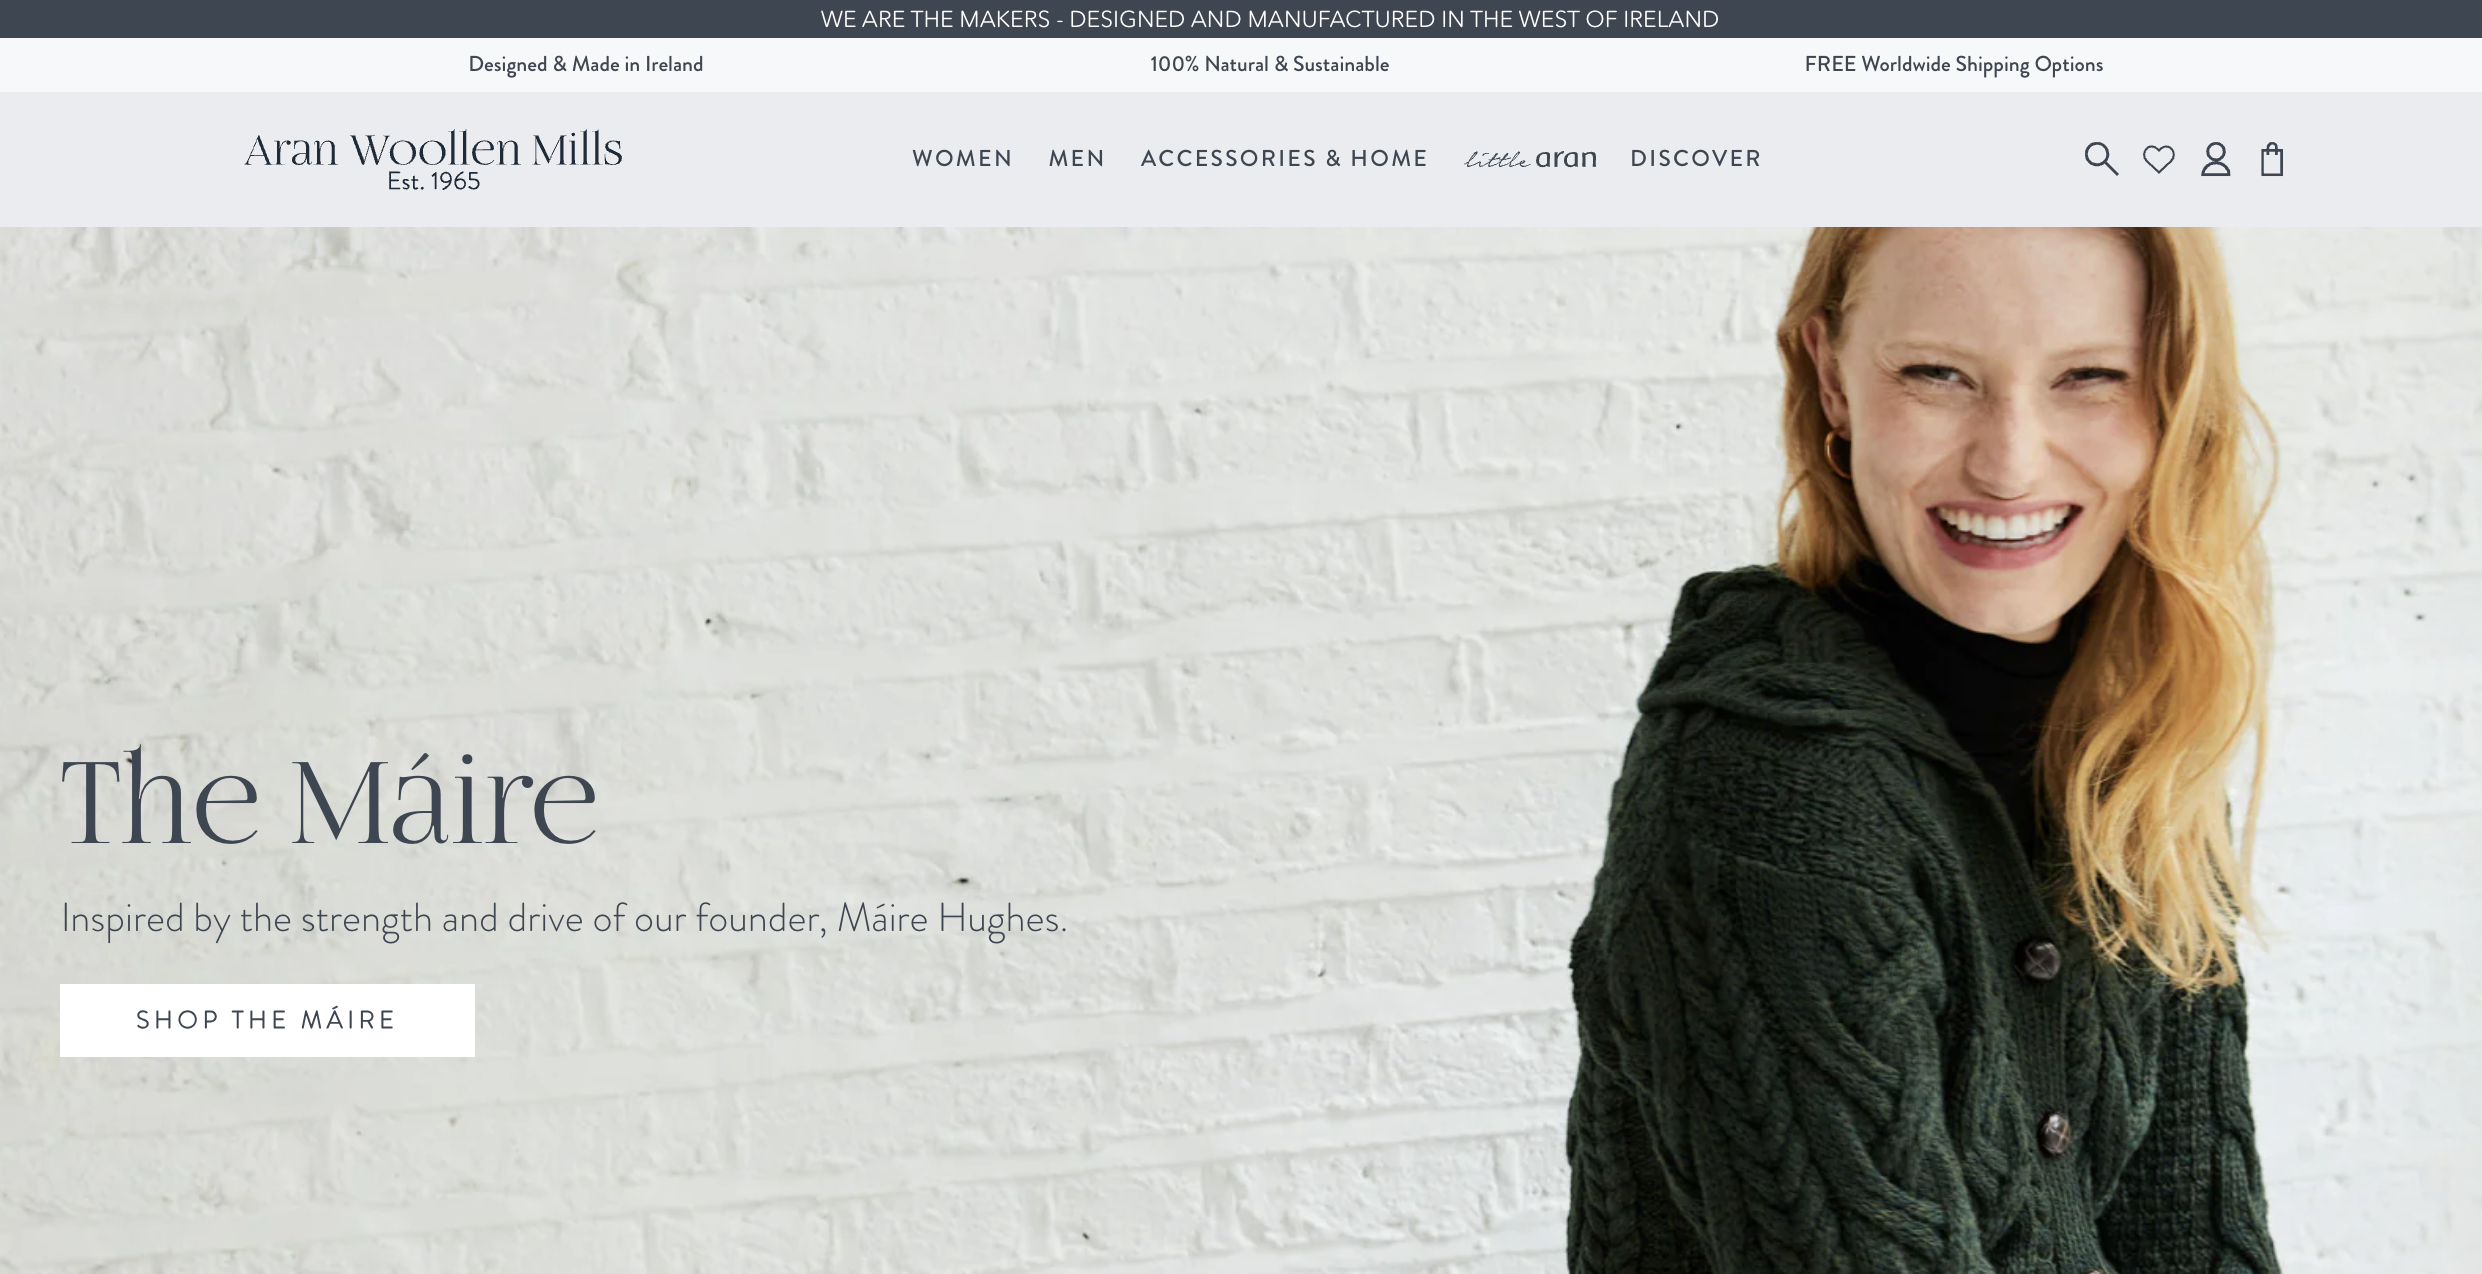 WE ARE THE MAKERS - DESIGNED AND MANUFACTURED IN THE WEST OF IRELAND
Designed & Made in Ireland
100% Natural & Sustainable
FREE Worldwide Shipping Options
Aran Woollen Mills
Est. 1965
WOMEN
MEN
ACCESSORIES & HOME
little aran
DISCOVER
The Máire
Inspired by the strength and drive of our founder, Máire Hughes.
SHOP THE MÁIRE